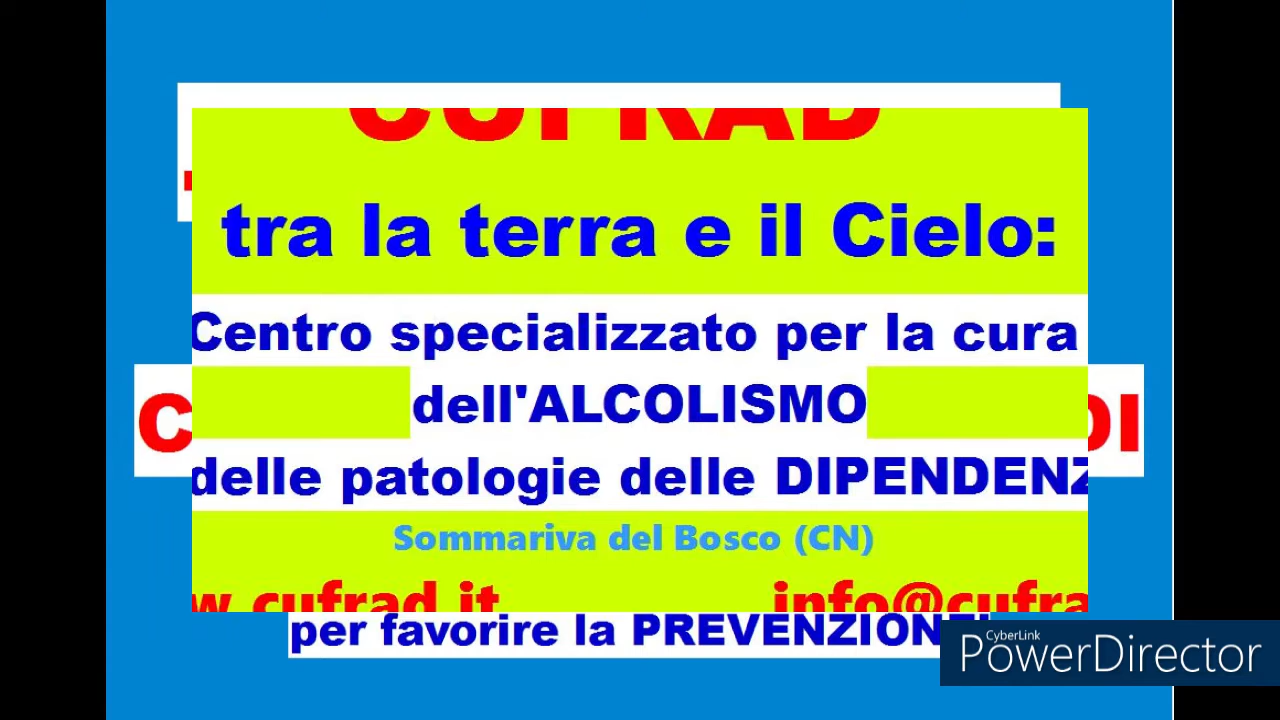 CUFRAD
tra la terra e il Cielo:
Centro specializzato per la cura
dell'ALCOLISMO
delle patologie delle DIPENDENZ
Sommariva del Bosco (CN)
w.cufrad.it info@cufra
per favorire la PREVENZIONE!
CyberLink
PowerDirector